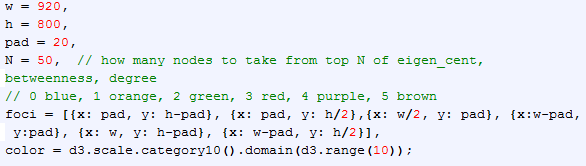 w = 920,
h = 800,
pad = 20,
N = 50,  // how many nodes to take from top N of eigen_cent,
betweenness, degree
// 0 blue, 1 orange, 2 green, 3 red, 4 purple, 5 brown
foci = [{x: pad, y: h-pad}, {x: pad, y: h/2},{x: w/2, y: pad}, {x:w-pad,
y:pad}, {x: w, y: h-pad}, {x: w-pad, y: h/2}],
color = d3.scale.category10().domain(d3.range(10));